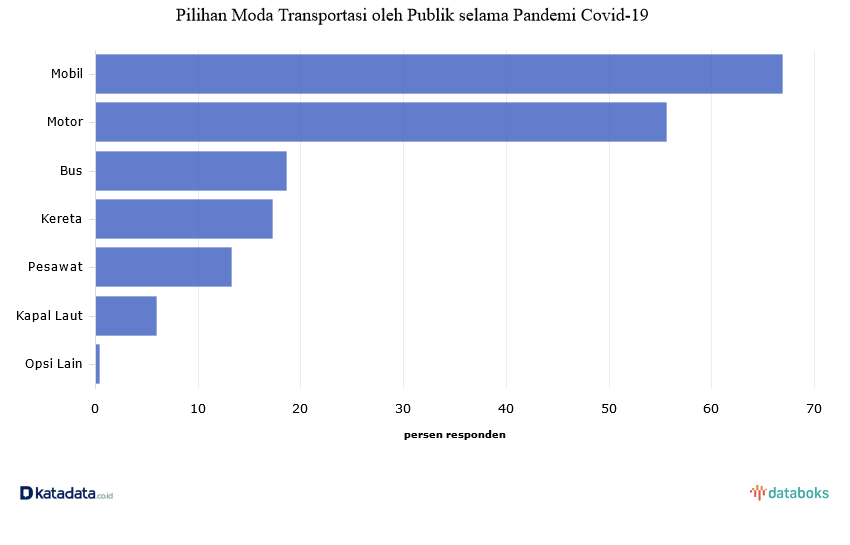 Pilihan Moda Transportasi oleh Publik selama Pandemi Covid-19
Mobil
Motor
Bus
Kereta
Pesawat
Kapal Laut
Opsi Lain
0 10 20 30 40 50 60 70
persen responden
katadata.co.id
databoks